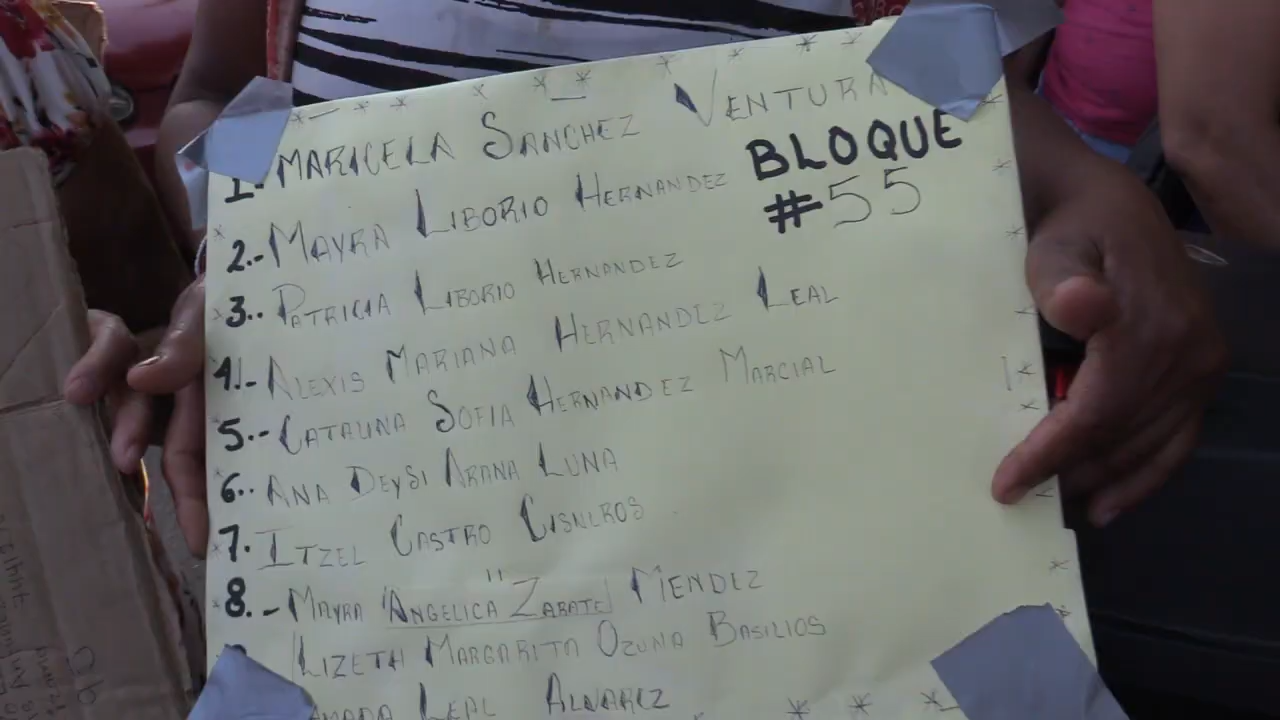 1.- MARICELA SANCHEZ VENTURA
BLOQUE
#55
2.- MAYRA LIBORIO HERNANDEZ
3.. PATRICIA LIBORIO HERNANDEZ
4.- ALEXIS MARIANA HERNANDEZ LEAL
5.- CATALINA SOFIA HERNANDEZ MARCIAL
6.. ANA DEYSI ARANA LUNA
7. ITZEL CASTRO CISNEROS
8.- MAYRA ANGELICA "ZARATE MENDEZ
LIZETH MARGARITA OZUNA BASILIOS
LEAL ALVAREZ